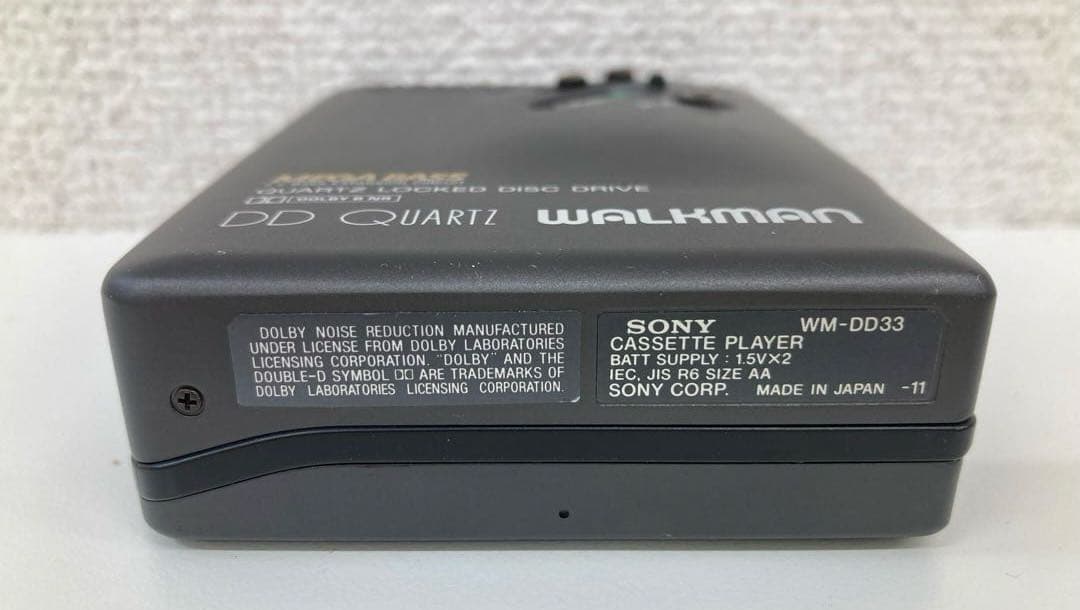 MEGA BASS
QUARTZ LOCKED DISC DRIVE
DOLBY B NR
DD QUARTZ WALKMAN
DOLBY NOISE REDUCTION MANUFACTURED
UNDER LICENSE FROM DOLBY LABORATORIES
LICENSING CORPORATION. "DOLBY" AND THE
DOUBLE-D SYMBOL ARE TRADEMARKS OF
DOLBY LABORATORIES LICENSING CORPORATION.
SONY WM-DD33
CASSETTE PLAYER
BATT SUPPLY : 1.5V×2
IEC, JIS R6 SIZE AA
SONY CORP. MADE IN JAPAN -11